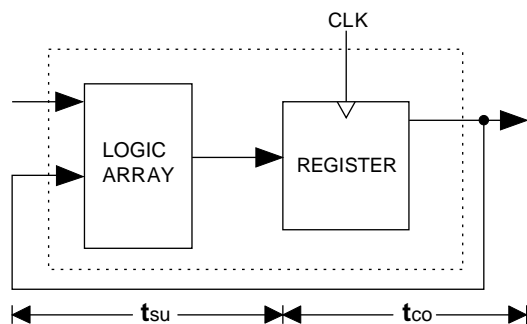 CLK
LOGIC
ARRAY
REGISTER
tsu
tco